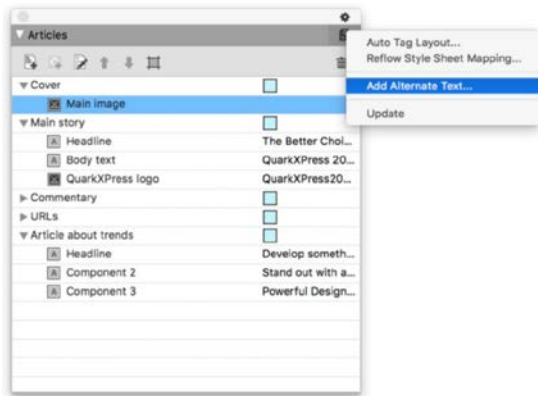 Articles
Auto Tag Layout...
Reflow Style Sheet Mapping...
Add Alternate Text...
Update
Cover
Main image
Main story
A Headline The Better Choi...
A Body text QuarkXPress 20...
QuarkXPress logo QuarkXPress20...
Commentary
URLs
Article about trends
A Headline Develop someth...
A Component 2 Stand out with a...
A Component 3 Powerful Design...